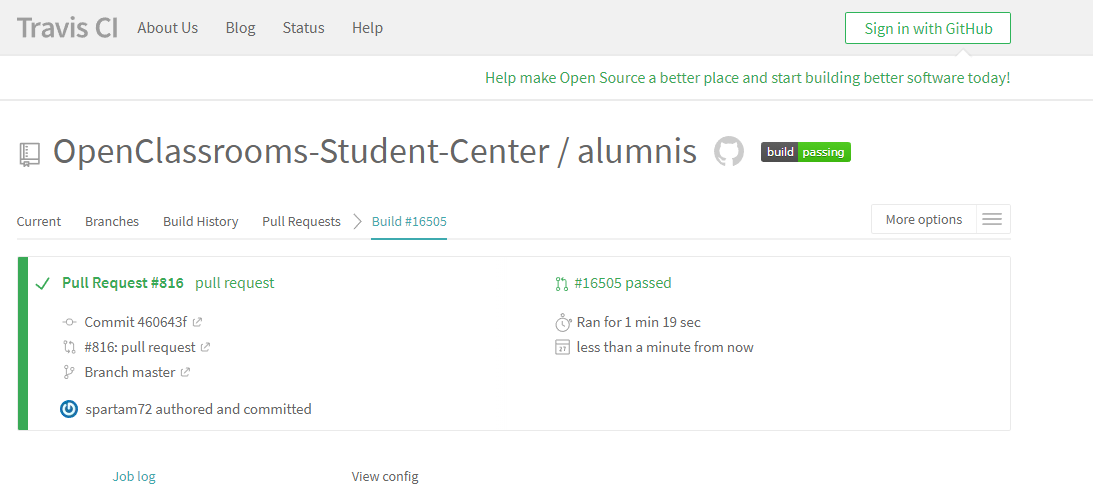 Travis CI About Us Blog Status Help Sign in with GitHub
Help make Open Source a better place and start building better software today!
OpenClassrooms-Student-Center / alumnis build passing
Current Branches Build History Pull Requests Build #16505 More options
Pull Request #816 pull request #16505 passed
Commit 460643f Ran for 1 min 19 sec
#816: pull request 27 less than a minute from now
Branch master
spartam72 authored and committed
Job log View config